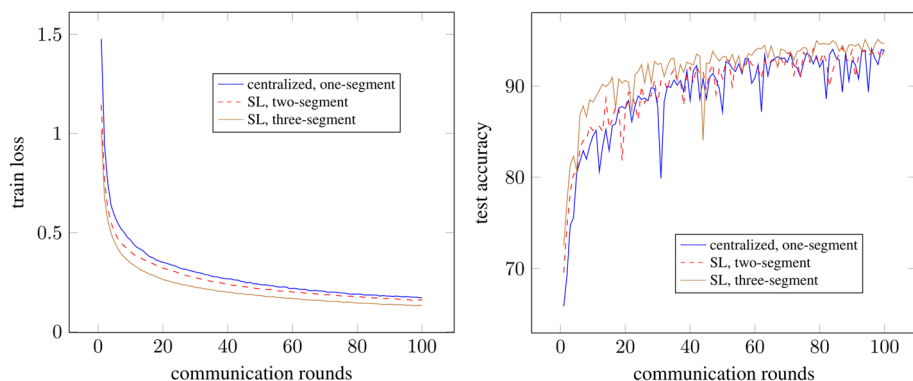 1.5
1
0.5
0
train loss
centralized, one-segment
SL, two-segment
SL, three-segment
0 20 40 60 80 100
communication rounds
90
80
70
test accuracy
centralized, one-segment
SL, two-segment
SL, three-segment
0 20 40 60 80 100
communication rounds